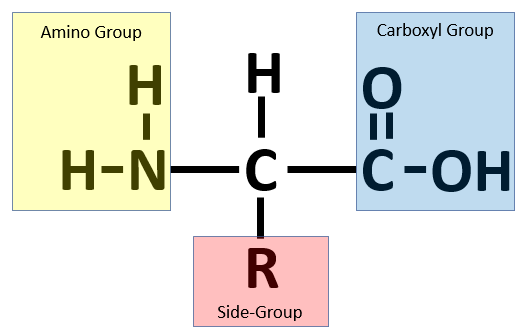 Amino Group
Carboxyl Group
H
H
O
H–N
C
C–OH
R
Side-Group